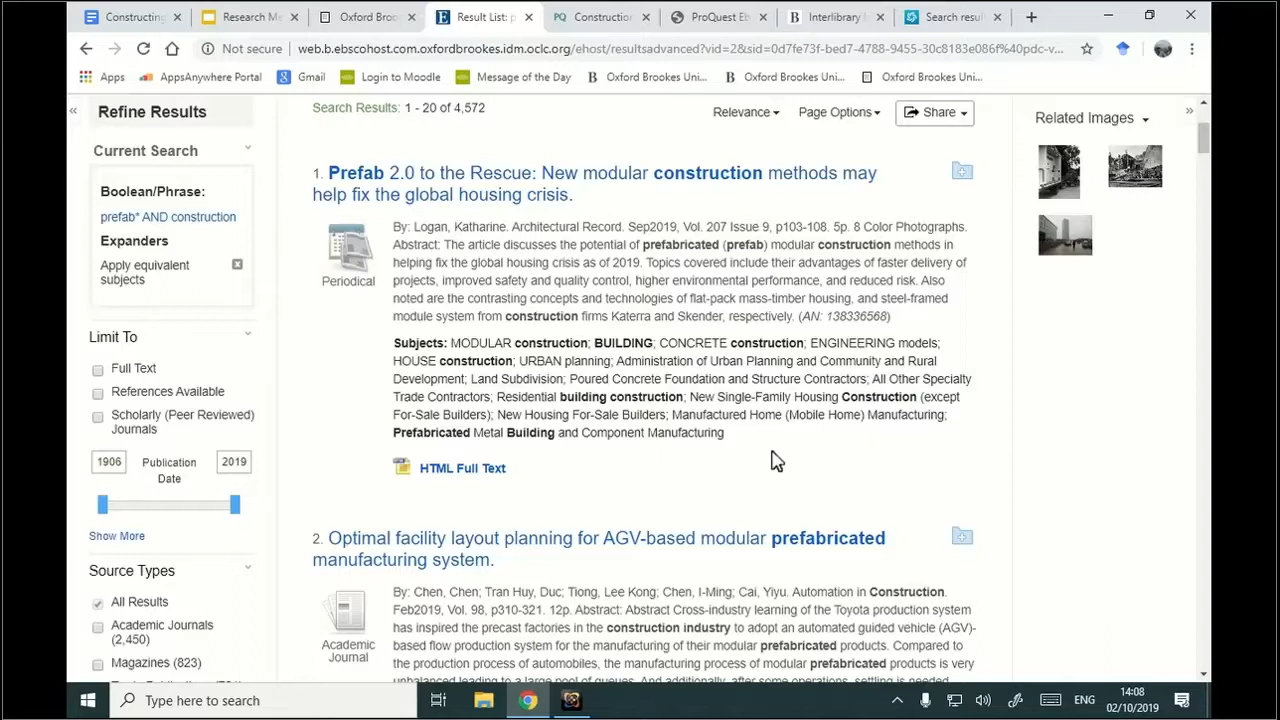 Constructing
Research M
Oxford Broo
Result List: p
Construction
ProQuest Eb
Interlibrary
Search resu
Not secure
web.b.ebscohost.com.oxfordbrookes.idm.oclc.org/ehost/resultsadvanced?vid=2&sid=0d7fe73f-bed7-4788-9455-30c8183e086f%40pdc-v...
Apps
AppsAnywhere Portal
Gmail
Login to Moodle
Message of the Day
Oxford Brookes Uni...
Oxford Brookes Uni...
Oxford Brookes Uni...
Refine Results
Current Search
Boolean/Phrase:
prefab* AND construction
Expanders
Apply equivalent
subjects
Limit To
Full Text
References Available
Scholarly (Peer Reviewed)
Journals
1906 Publication 2019
Date
Show More
Source Types
All Results
Academic Journals
(2,450)
Magazines (823)
Search Results: 1 - 20 of 4,572
Relevance
Page Options
Share
1. Prefab 2.0 to the Rescue: New modular construction methods may
help fix the global housing crisis.
Periodical
By: Logan, Katharine. Architectural Record. Sep2019, Vol. 207 Issue 9, p103-108. 5p. 8 Color Photographs.
Abstract: The article discusses the potential of prefabricated (prefab) modular construction methods in
helping fix the global housing crisis as of 2019. Topics covered include their advantages of faster delivery of
projects, improved safety and quality control, higher environmental performance, and reduced risk. Also
noted are the contrasting concepts and technologies of flat-pack mass-timber housing, and steel-framed
module system from construction firms Katerra and Skender, respectively. (AN: 138336568)
Subjects: MODULAR construction; BUILDING; CONCRETE construction; ENGINEERING models;
HOUSE construction; URBAN planning; Administration of Urban Planning and Community and Rural
Development; Land Subdivision; Poured Concrete Foundation and Structure Contractors; All Other Specialty
Trade Contractors; Residential building construction; New Single-Family Housing Construction (except
For-Sale Builders); New Housing For-Sale Builders; Manufactured Home (Mobile Home) Manufacturing;
Prefabricated Metal Building and Component Manufacturing
HTML Full Text
2. Optimal facility layout planning for AGV-based modular prefabricated
manufacturing system.
Academic
Journal
By: Chen, Chen; Tran Huy, Duc; Tiong, Lee Kong; Chen, I-Ming; Cai, Yiyu. Automation in Construction.
Feb2019, Vol. 98, p310-321. 12p. Abstract: Abstract Cross-industry learning of the Toyota production system
has inspired the precast factories in the construction industry to adopt an automated guided vehicle (AGV)-
based flow production system for the manufacturing of their modular prefabricated products. Compared to
the production process of automobiles, the manufacturing process of modular prefabricated products is very
unbalanced leading to a large pool of queues. And additionally, after some operations, settling is needed
Related Images
Type here to search
ENG
14:08
02/10/2019